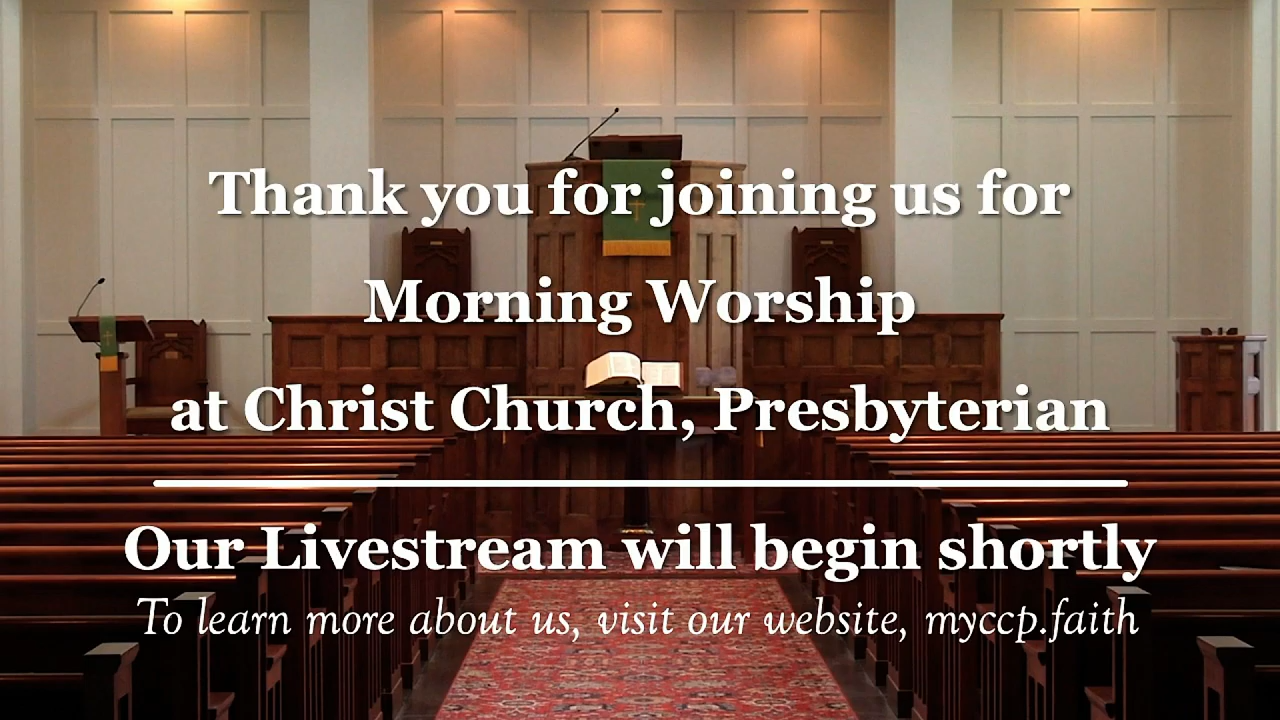 Thank you for joining us for
Morning Worship
at Christ Church, Presbyterian
Our Livestream will begin shortly
To learn more about us, visit our website, myccp.faith